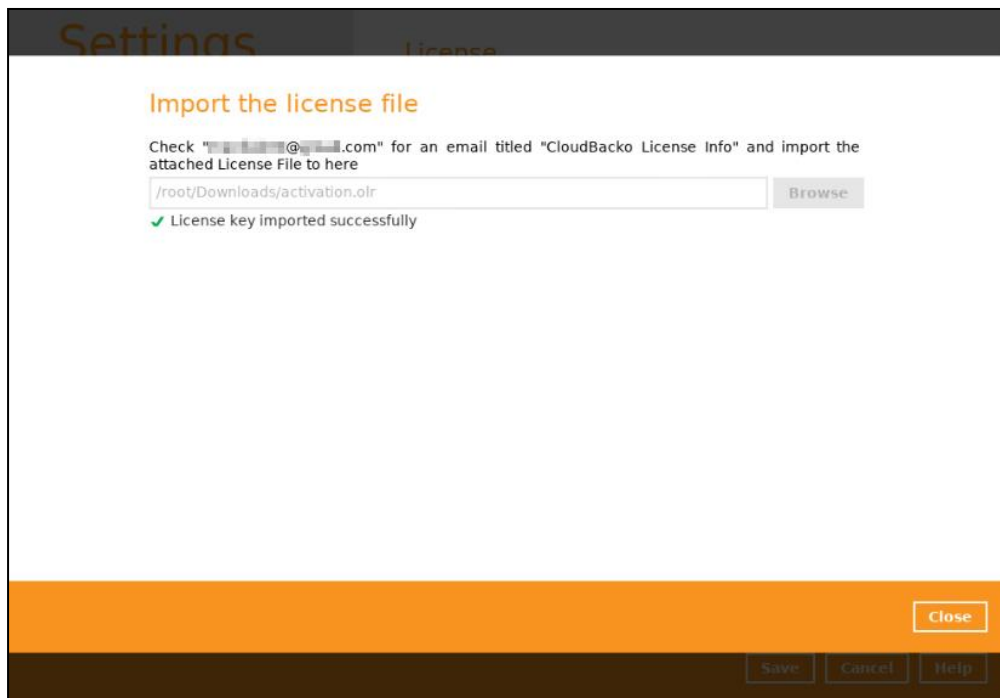 Settings
License
Import the license file
Check "@.com" for an email titled "CloudBacko License Info" and import the
attached License File to here
/root/Downloads/activation.olr
Browse
License key imported successfully
Close
Save
Cancel
Help